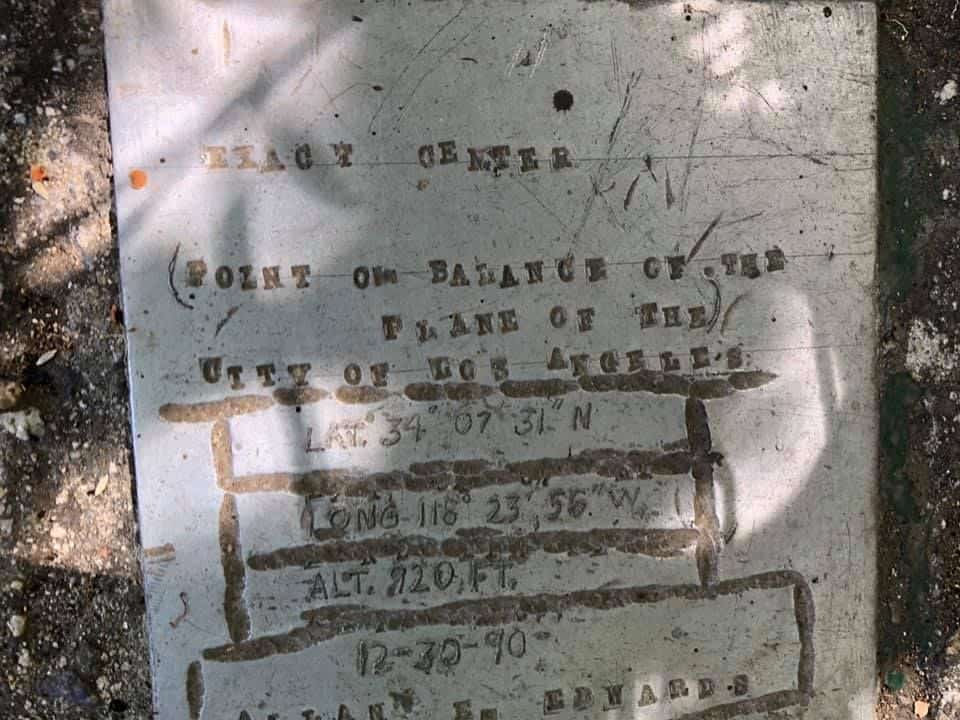 EXACT CENTER
(POINT OF BALANCE OF THE
PLANE OF THE)
CITY OF LOS ANGELES
LAT. 34° 07' 31" N
LONG 118° 23' 56" W
ALT. 920 FT.
12-30-90
ALLAN E. EDWARDS